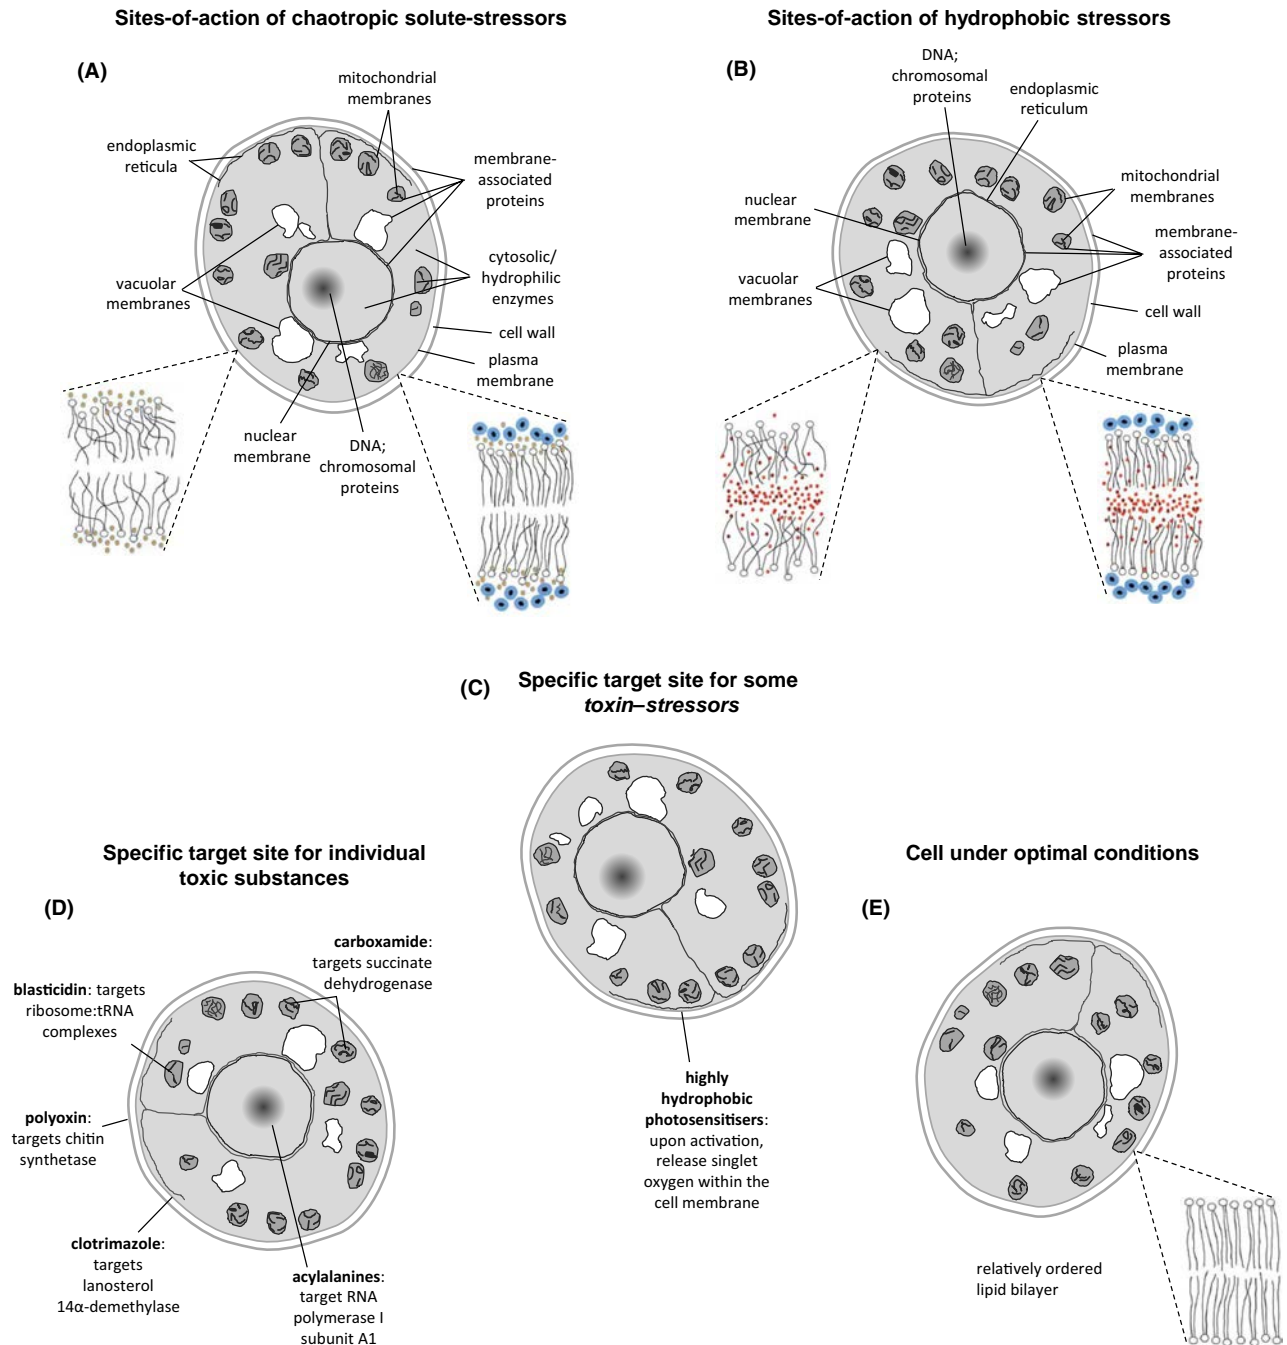 Sites-of-action of chaotropic solute-stressors
(A)
mitochondrial
membranes
endoplasmic
reticula
membrane-
associated
proteins
cytosolic/
hydrophilic
enzymes
vacuolar
membranes
cell wall
plasma
membrane
nuclear
membrane
DNA;
chromosomal
proteins
Sites-of-action of hydrophobic stressors
(B)
DNA;
chromosomal
proteins
endoplasmic
reticulum
mitochondrial
membranes
nuclear
membrane
membrane-
associated
proteins
vacuolar
membranes
cell wall
plasma
membrane
(C)
Specific target site for some
toxin–stressors
highly
hydrophobic
photosensitisers:
upon activation,
release singlet
oxygen within the
cell membrane
Specific target site for individual
toxic substances
(D)
carboxamide:
targets succinate
dehydrogenase
blasticidin: targets
ribosome:tRNA
complexes
polyoxin:
targets chitin
synthetase
clotrimazole:
targets
lanosterol
14α-demethylase
acylalanines:
target RNA
polymerase I
subunit A1
Cell under optimal conditions
(E)
relatively ordered
lipid bilayer